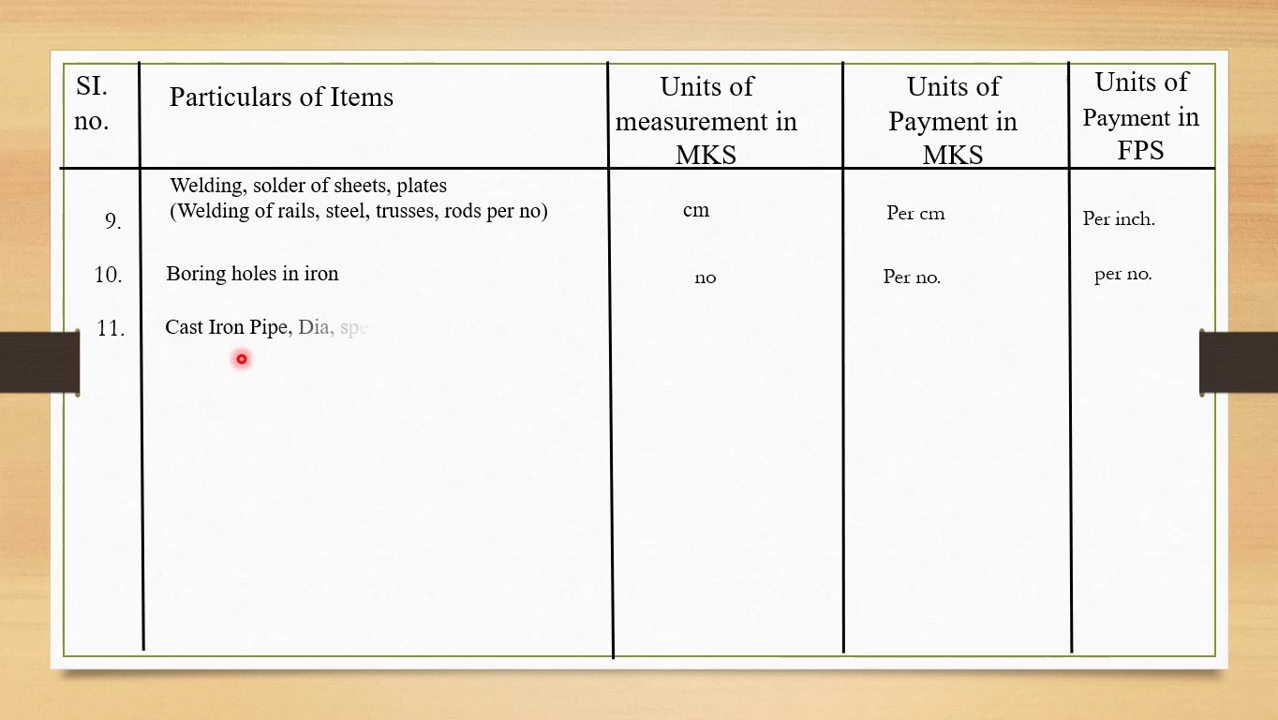 SI.
no.
Particulars of Items
Units of
measurement in
MKS
Units of
Payment in
MKS
Units of
Payment in
FPS
9.
Welding, solder of sheets, plates
(Welding of rails, steel, trusses, rods per no)
cm
Per cm
Per inch.
10.
Boring holes in iron
no
Per no.
per no.
11.
Cast Iron Pipe, Dia, spe